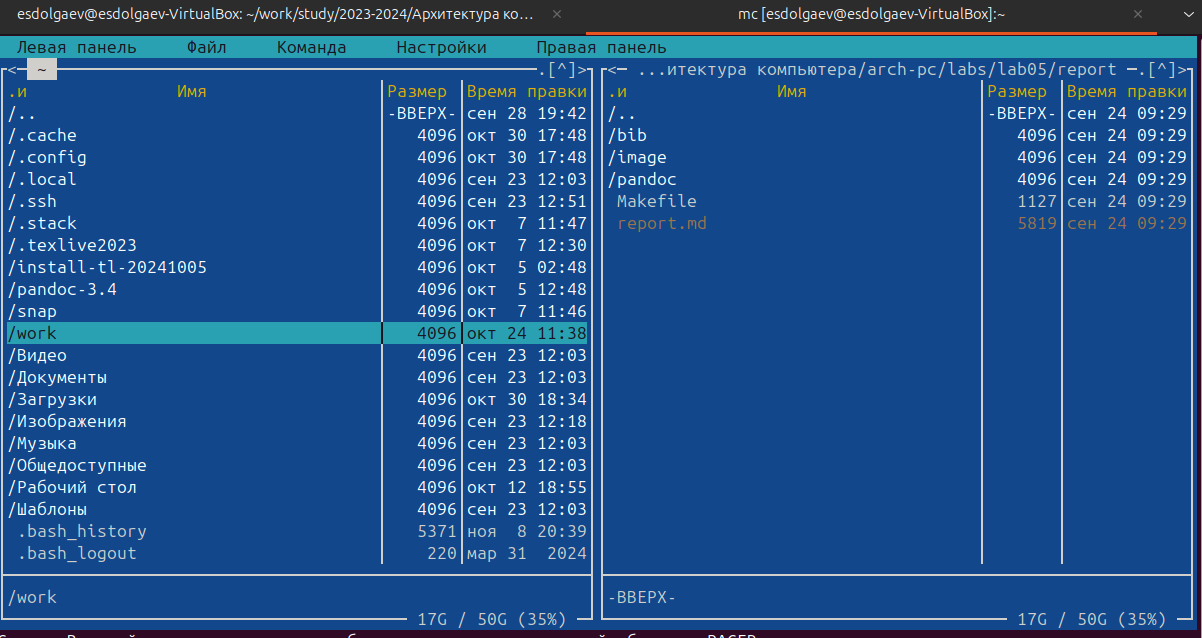 esdolgaev@esdolgaev-VirtualBox: ~/work/study/2023-2024/Архитектура ко... × mc [esdolgaev@esdolgaev-VirtualBox]:~ ×
Левая панель Файл Команда Настройки Правая панель
<─ ~ .[^]> <─ ...итектура компьютера/arch-pc/labs/lab05/report ─.[^]>
.и Имя Размер Время правки .и Имя Размер Время правки
/.. -ВВЕРХ- сен 28 19:42 /.. -ВВЕРХ- сен 24 09:29
/.cache 4096 окт 30 17:48 /bib 4096 сен 24 09:29
/.config 4096 окт 30 17:48 /image 4096 сен 24 09:29
/.local 4096 сен 23 12:03 /pandoc 4096 сен 24 09:29
/.ssh 4096 сен 23 12:51 Makefile 1127 сен 24 09:29
/.stack 4096 окт 7 11:47 report.md 5819 сен 24 09:29
/.texlive2023 4096 окт 7 12:30
/install-tl-20241005 4096 окт 5 02:48
/pandoc-3.4 4096 окт 5 12:48
/snap 4096 окт 7 11:46
/work 4096 окт 24 11:38
/Видео 4096 сен 23 12:03
/Документы 4096 сен 23 12:03
/Загрузки 4096 окт 30 18:34
/Изображения 4096 сен 23 12:18
/Музыка 4096 сен 23 12:03
/Общедоступные 4096 сен 23 12:03
/Рабочий стол 4096 окт 12 18:55
/Шаблоны 4096 сен 23 12:03
.bash_history 5371 ноя 8 20:39
.bash_logout 220 мар 31 2024
/work -ВВЕРХ-
17G / 50G (35%) 17G / 50G (35%)